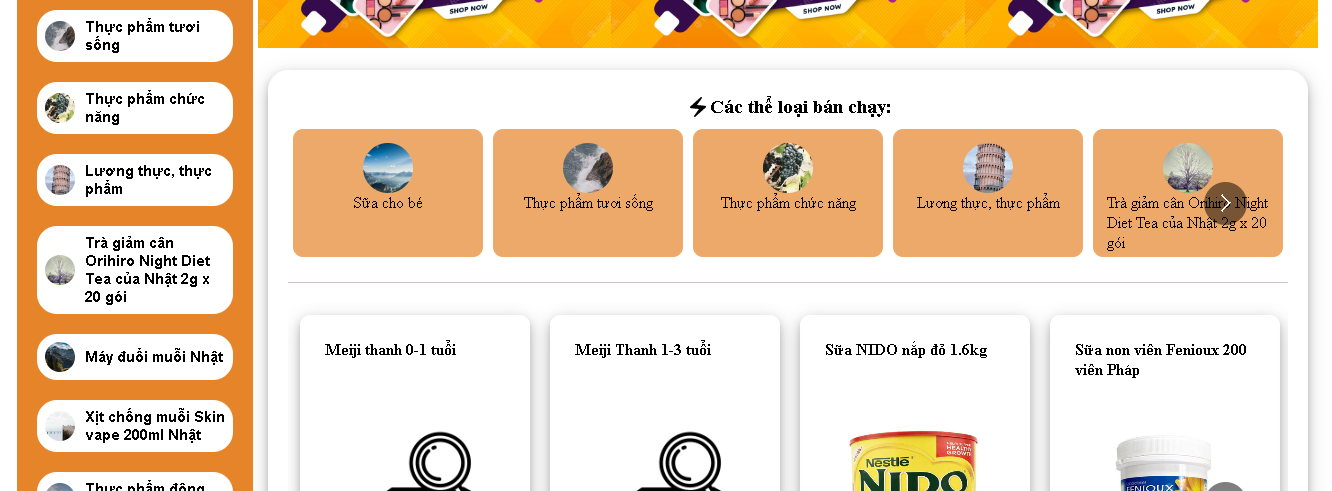 Thực phẩm tươi
sống
Thực phẩm chức
năng
Lương thực, thực
phẩm
Trà giảm cân
Orihiro Night Diet
Tea của Nhật 2g x
20 gói
Máy đuổi muỗi Nhật
Xịt chống muỗi Skin
vape 200ml Nhật
Thực phẩm đông
SHOP NOW
SHOP NOW
SHOP NOW
Các thể loại bán chạy:
Sữa cho bé
Thực phẩm tươi sống
Thực phẩm chức năng
Lương thực, thực phẩm
Trà giảm cân Orihiro Night
Diet Tea của Nhật 2g x 20
gói
Meiji thanh 0-1 tuổi
Meiji Thanh 1-3 tuổi
Sữa NIDO nắp đỏ 1.6kg
Nestlé
NIDO
Sữa non viên Fenioux 200
viên Pháp
FENIOUX